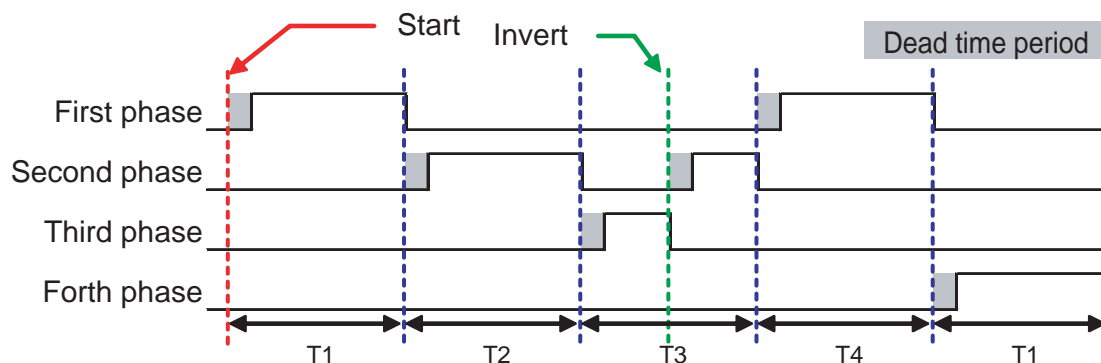 Start
Invert
Dead time period
First phase
Second phase
Third phase
Forth phase
T1 T2 T3 T4 T1